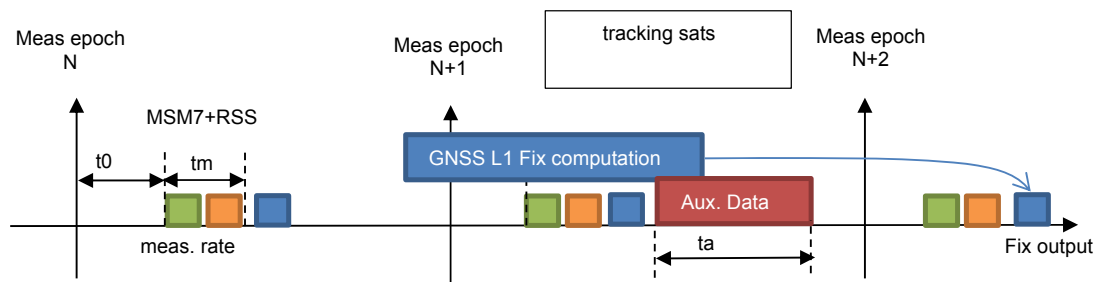 Meas epoch
N
Meas epoch
N+1
tracking sats
Meas epoch
N+2
MSM7+RSS
t0
tm
GNSS L1 Fix computation
Aux. Data
meas. rate
ta
Fix output